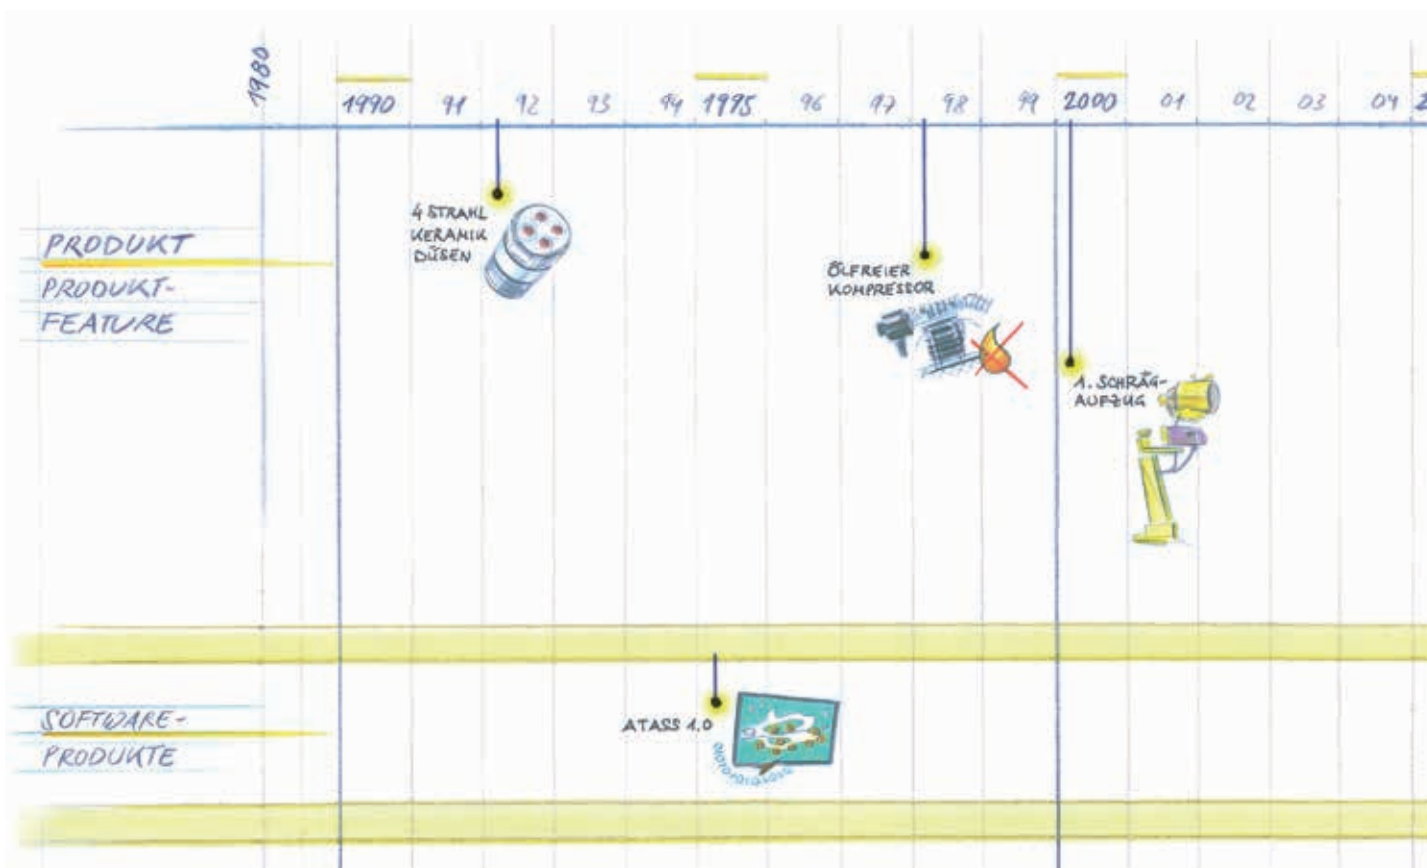 1980
1990 91 92 93 94 1995 96 97 98 99 2000 01 02 03 04
4 STRAHL
KERAMIK
DÜSEN
PRODUKT
PRODUKT-
FEATURE
ÖLFREIER
KOMPRESSOR
1. SCHRÄG-
AUFZUG
SOFTWARE-
PRODUKTE
ATASS 1.0